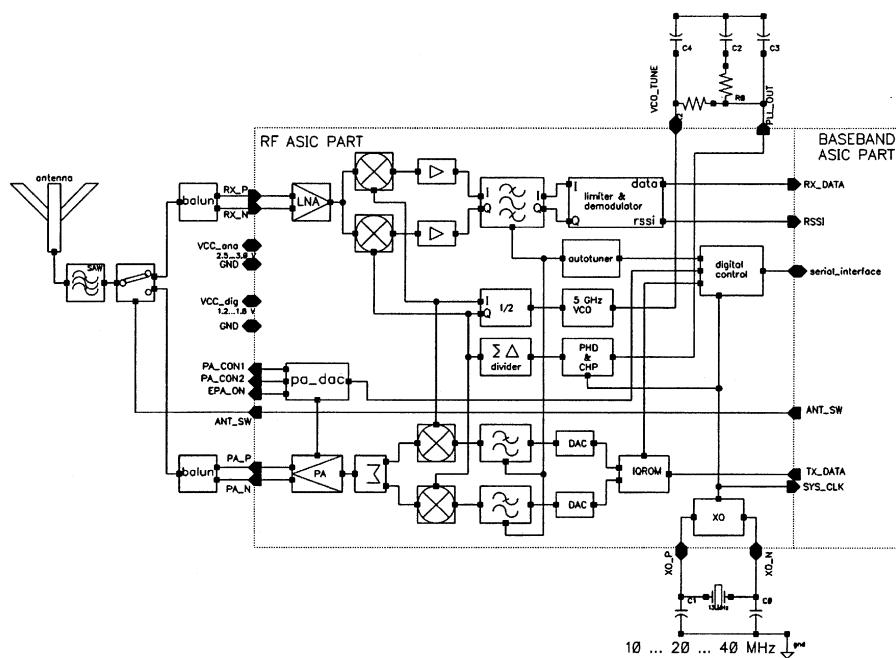 C4
C2
C3
VCO_TUNE
R8
PLL_OUT
RF ASIC PART
BASEBAND
ASIC PART
antenna
balun
RX_P
RX_N
LNA
I
Q
I
Q
I
Q
limiter &
demodulator
data
rssi
RX_DATA
RSSI
VCC_ana
2.5...3.0 V
GND
SAW
autotuner
digital
control
serial_interface
VCC_dig
1.2...1.8 V
GND
I
Q
1/2
5 GHz
VCO
Σ Δ
divider
PHD
&
CHP
PA_CON1
PA_CON2
EPA_ON
pa_dac
ANT_SW
ANT_SW
balun
PA_P
PA_N
PA
Σ
DAC
DAC
IQROM
TX_DATA
SYS_CLK
XO
XO_P
XO_N
C1
C0
gnd
10 ... 20 ... 40 MHz